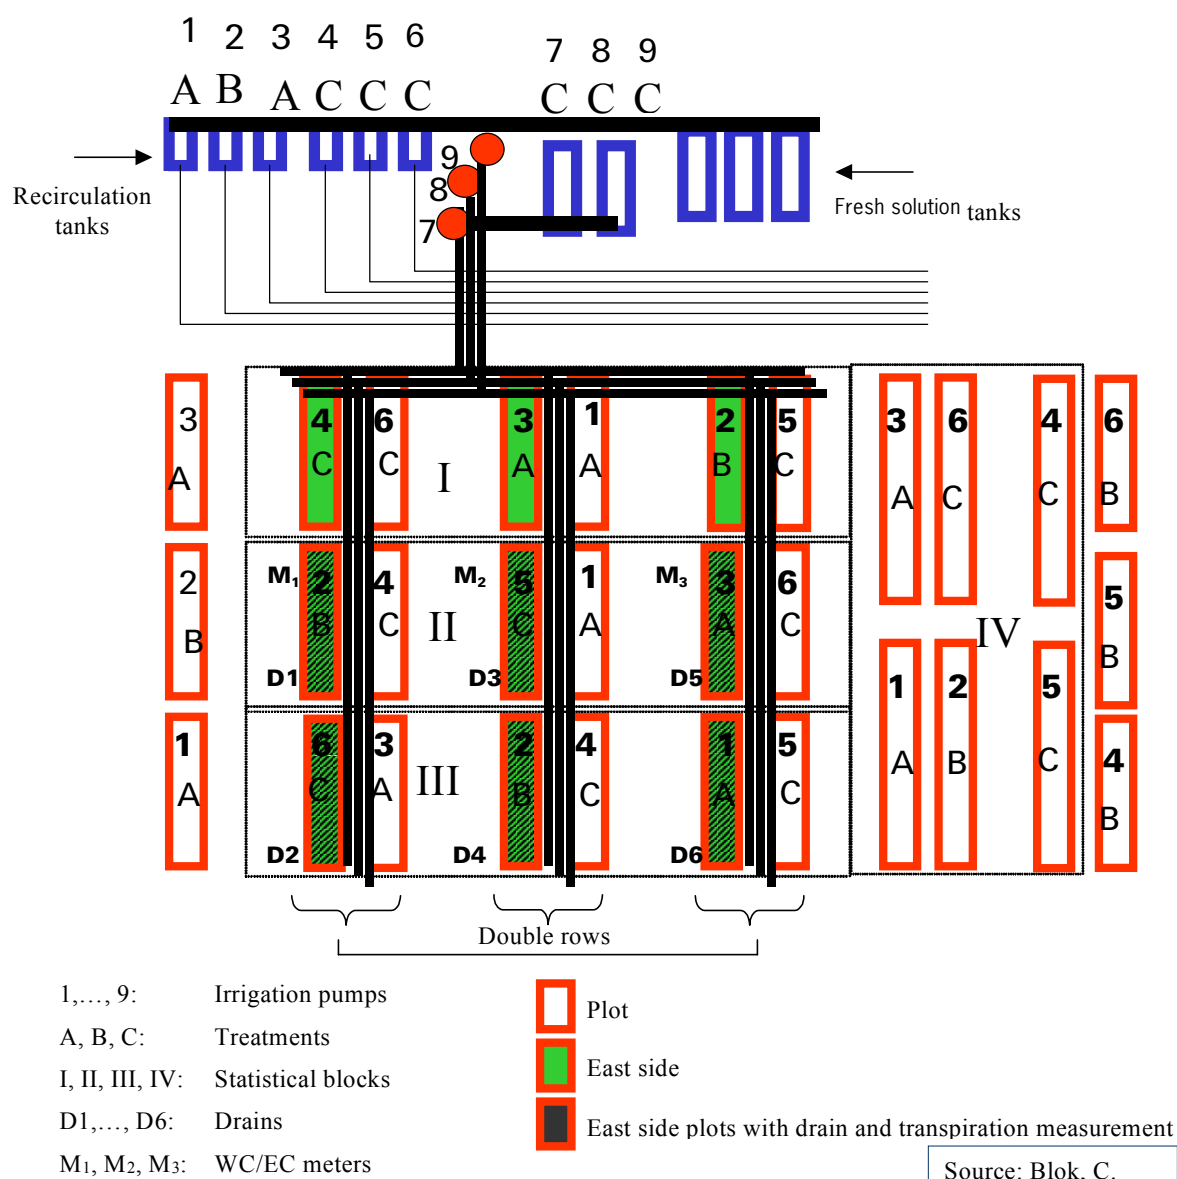 1 2 3 4 5 6 7 8 9
A B A C C C C C C
Recirculation
tanks
9
8
7
Fresh solution tanks
3 4 6 3 1 2 5 3 6 4 6
A C C I A A B C A C C B
2 M1 2 4 M2 5 1 M3 3 6 5
B B C II C A A C IV B
D1 D3 D5
1 2 5
1 6 3 2 4 1 5 4
A C A III B C A C A B C B
D2 D4 D6
Double rows
1,..., 9: Irrigation pumps
A, B, C: Treatments
I, II, III, IV: Statistical blocks
D1,..., D6: Drains
M1, M2, M3: WC/EC meters
Plot
East side
East side plots with drain and transpiration measurement
Source: Blok, C.